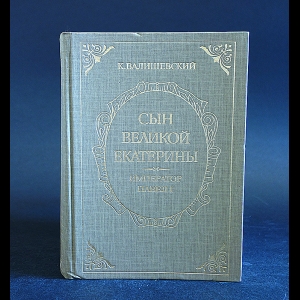 К. ВАЛИШЕВСКИЙ
СЫН
ВЕЛИКОЙ
ЕКАТЕРИНЫ
ИМПЕРАТОР
ПАВЕЛ I